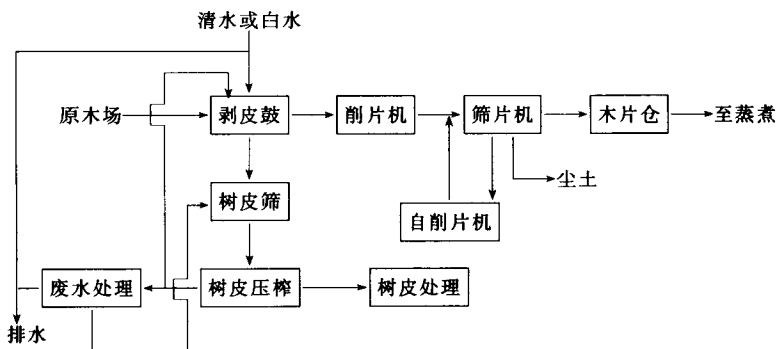 清水或白水
原木场
剥皮鼓
削片机
筛片机
木片仓
至蒸煮
尘土
树皮筛
自削片机
废水处理
树皮压榨
树皮处理
排水